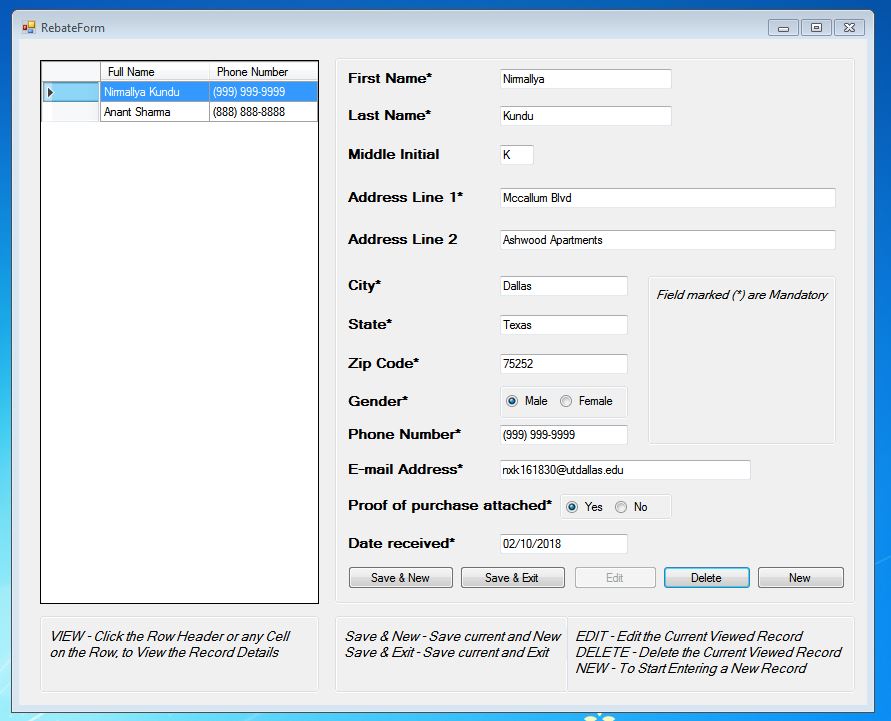 RebateForm
Full Name Phone Number
Nirmallya Kundu (999) 999-9999
Anant Sharma (888) 888-8888
First Name* Nirmallya
Last Name* Kundu
Middle Initial K
Address Line 1* Mccallum Blvd
Address Line 2 Ashwood Apartments
City* Dallas
Field marked (*) are Mandatory
State* Texas
Zip Code* 75252
Gender* Male Female
Phone Number* (999) 999-9999
E-mail Address* nxk161830@utdallas.edu
Proof of purchase attached* Yes No
Date received* 02/10/2018
Save & New Save & Exit Edit Delete New
VIEW - Click the Row Header or any Cell
on the Row, to View the Record Details
Save & New - Save current and New
Save & Exit - Save current and Exit
EDIT - Edit the Current Viewed Record
DELETE - Delete the Current Viewed Record
NEW - To Start Entering a New Record